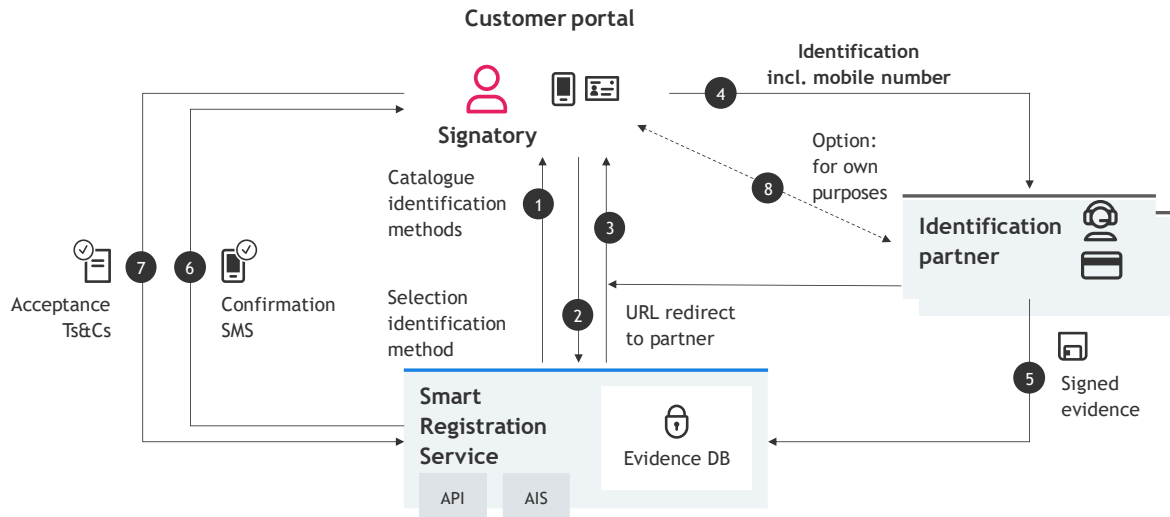 Customer portal
Identification
incl. mobile number
4
Signatory
Option:
for own
purposes
8
Catalogue
identification
methods
1
3
Identification
partner
7
6
Acceptance
Ts&Cs
Confirmation
SMS
Selection
identification
method
2
URL redirect
to partner
5
Signed
evidence
Smart
Registration
Service
Evidence DB
API
AIS